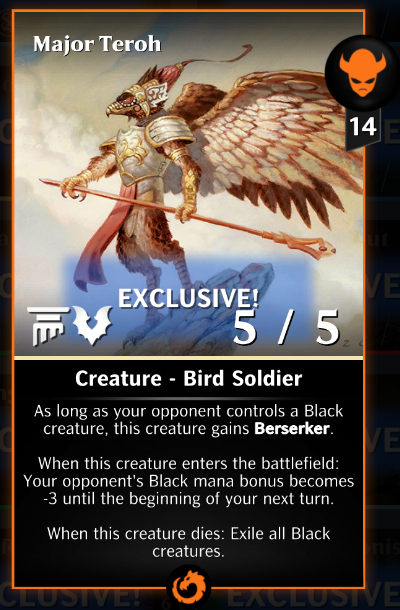 Major Teroh
14
EXCLUSIVE!
5 / 5
Creature - Bird Soldier
As long as your opponent controls a Black
creature, this creature gains Berserker.
When this creature enters the battlefield:
Your opponent's Black mana bonus becomes
-3 until the beginning of your next turn.
When this creature dies: Exile all Black
creatures.